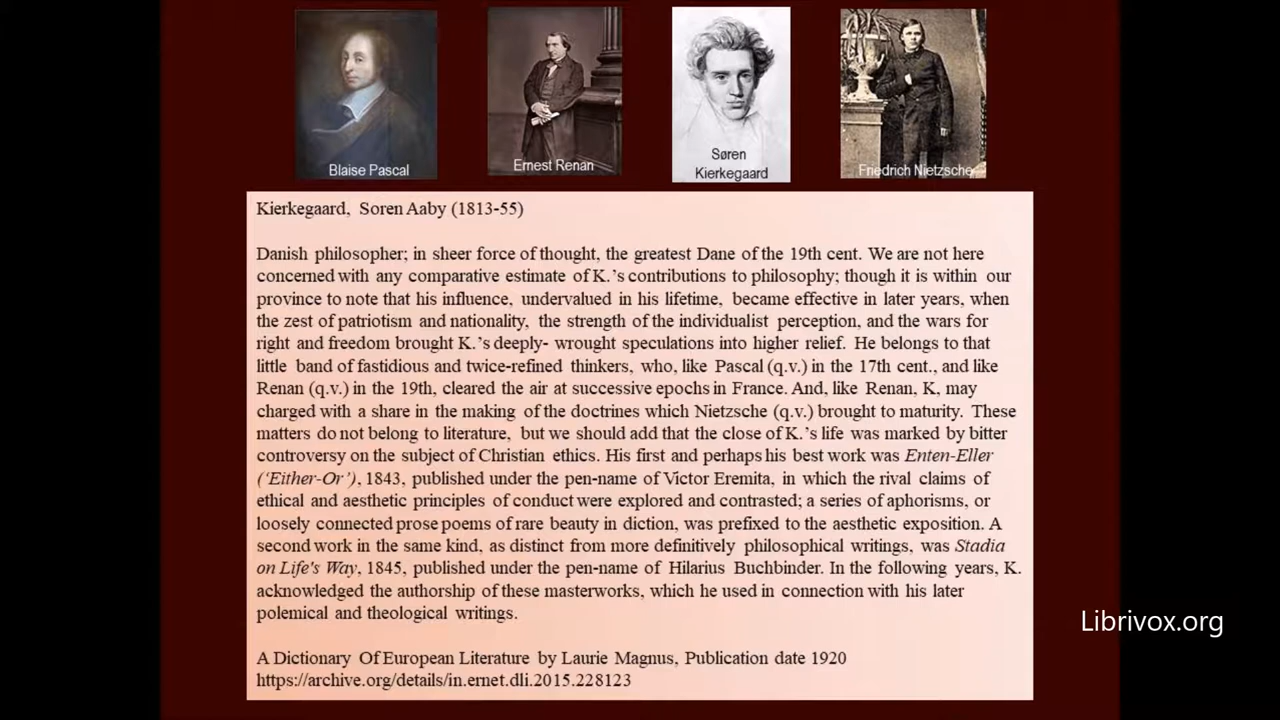 Blaise Pascal
Ernest Renan
Søren
Kierkegaard
Friedrich Nietzsche
Kierkegaard, Soren Aaby (1813-55)
Danish philosopher; in sheer force of thought, the greatest Dane of the 19th cent. We are not here
concerned with any comparative estimate of K.'s contributions to philosophy; though it is within our
province to note that his influence, undervalued in his lifetime, became effective in later years, when
the zest of patriotism and nationality, the strength of the individualist perception, and the wars for
right and freedom brought K.'s deeply- wrought speculations into higher relief. He belongs to that
little band of fastidious and twice-refined thinkers, who, like Pascal (q.v.) in the 17th cent., and like
Renan (q.v.) in the 19th, cleared the air at successive epochs in France. And, like Renan, K, may
charged with a share in the making of the doctrines which Nietzsche (q.v.) brought to maturity. These
matters do not belong to literature, but we should add that the close of K.'s life was marked by bitter
controversy on the subject of Christian ethics. His first and perhaps his best work was Enten-Eller
('Either-Or'), 1843, published under the pen-name of Victor Eremita, in which the rival claims of
ethical and aesthetic principles of conduct were explored and contrasted; a series of aphorisms, or
loosely connected prose poems of rare beauty in diction, was prefixed to the aesthetic exposition. A
second work in the same kind, as distinct from more definitively philosophical writings, was Stadia
on Life's Way, 1845, published under the pen-name of Hilarius Buchbinder. In the following years, K.
acknowledged the authorship of these masterworks, which he used in connection with his later
polemical and theological writings.
A Dictionary Of European Literature by Laurie Magnus, Publication date 1920
https://archive.org/details/in.ernet.dli.2015.228123
Librivox.org